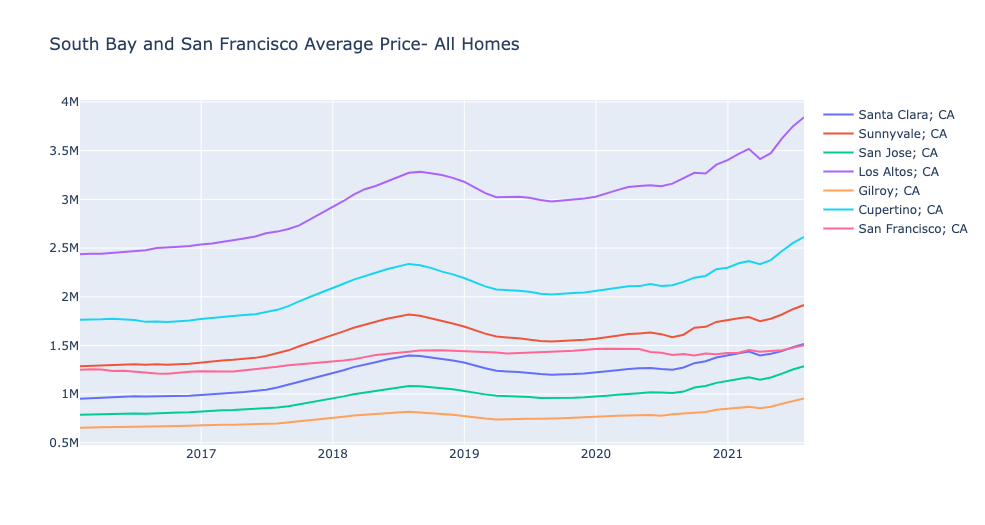 South Bay and San Francisco Average Price- All Homes
4M
3.5M
3M
2.5M
2M
1.5M
1M
0.5M
2017
2018
2019
2020
2021
Santa Clara; CA
Sunnyvale; CA
San Jose; CA
Los Altos; CA
Gilroy; CA
Cupertino; CA
San Francisco; CA